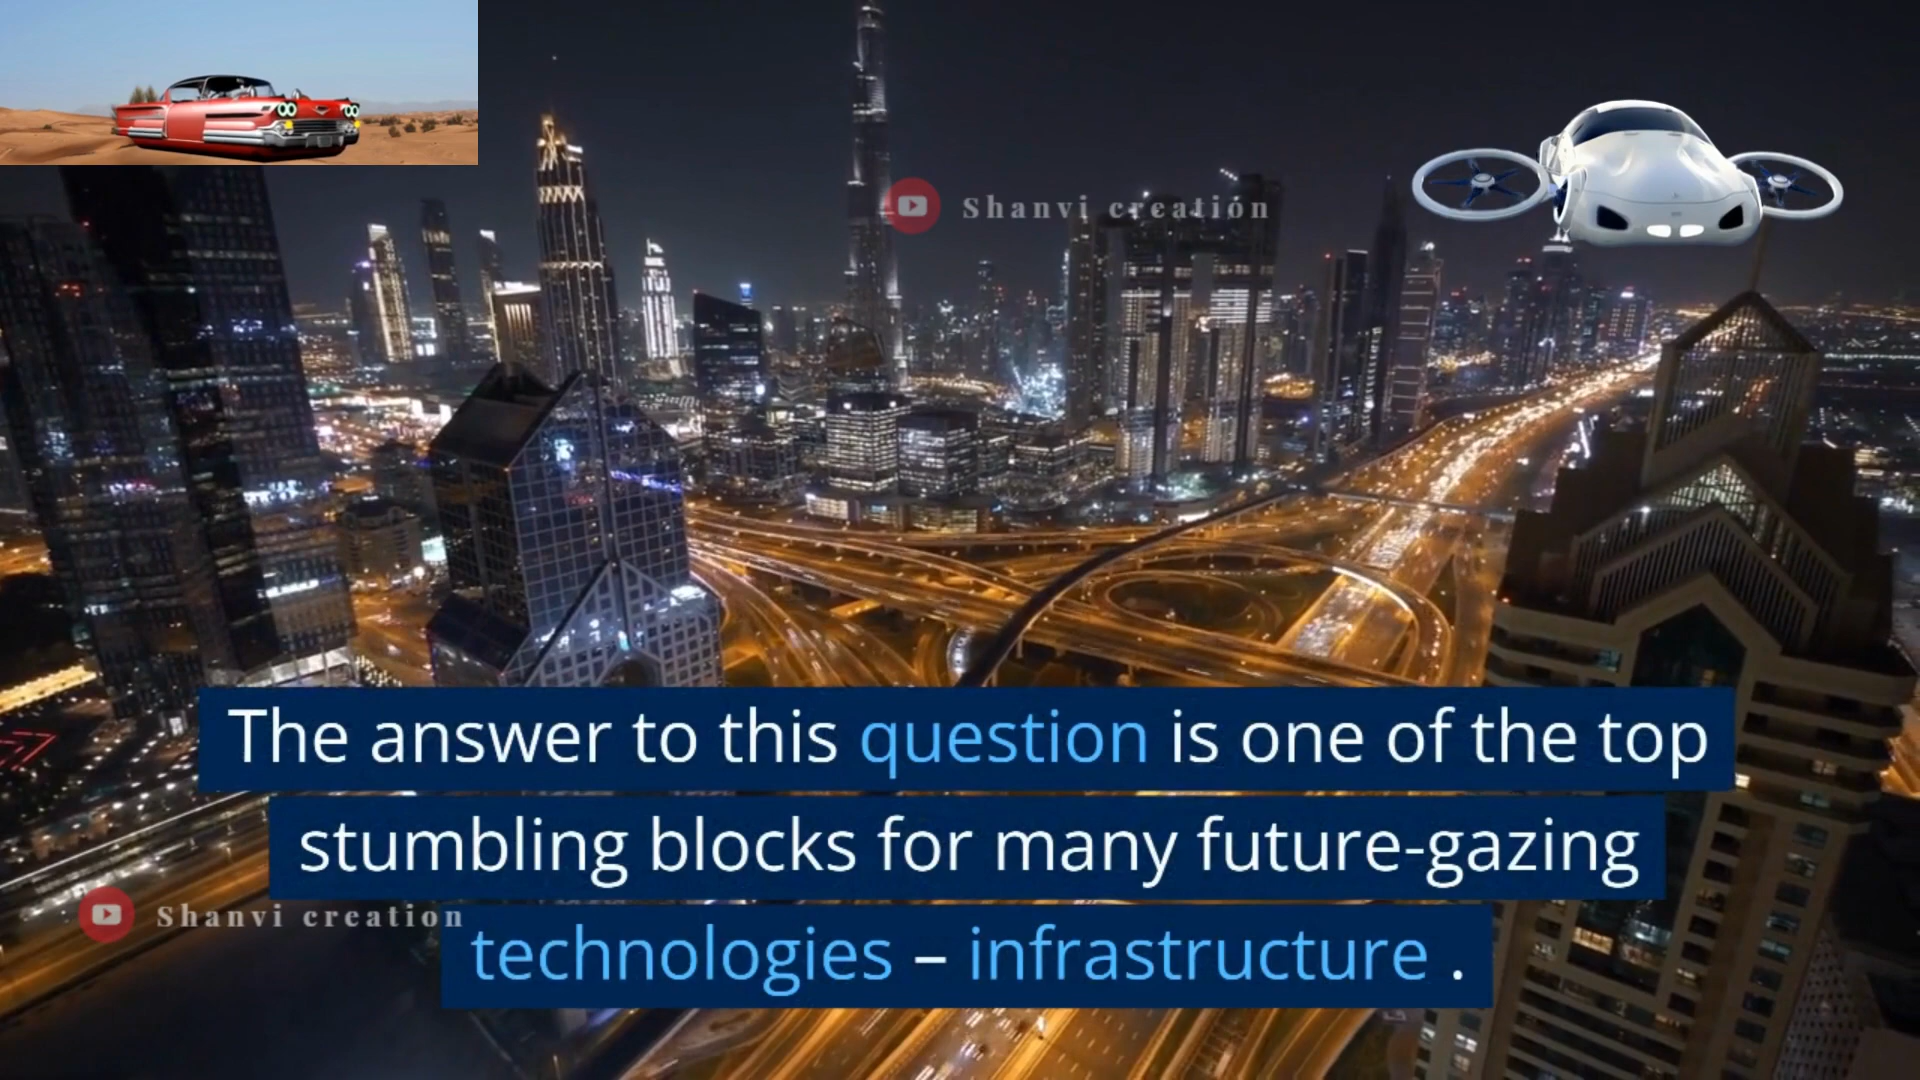 Shanvi creation
The answer to this question is one of the top
stumbling blocks for many future-gazing
Shanvi creation
technologies – infrastructure .